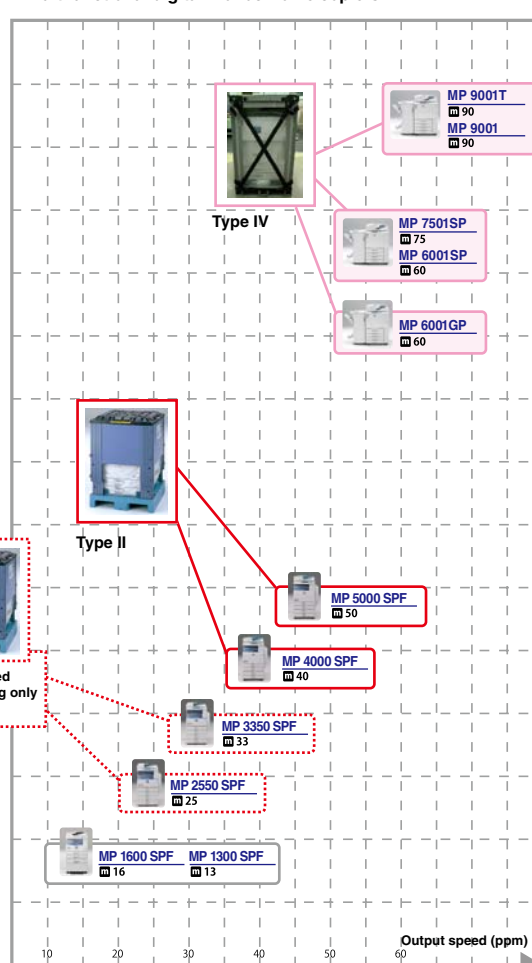 MP 9001T
m 90
MP 9001
m 90
Type IV
MP 7501SP
m 75
MP 6001SP
m 60
MP 6001GP
m 60
Type II
MP 5000 SPF
m 50
ed
g only
MP 4000 SPF
m 40
MP 3350 SPF
m 33
MP 2550 SPF
m 25
MP 1600 SPF MP 1300 SPF
m 16 m 13
Output speed (ppm)
10 20 30 40 50 60